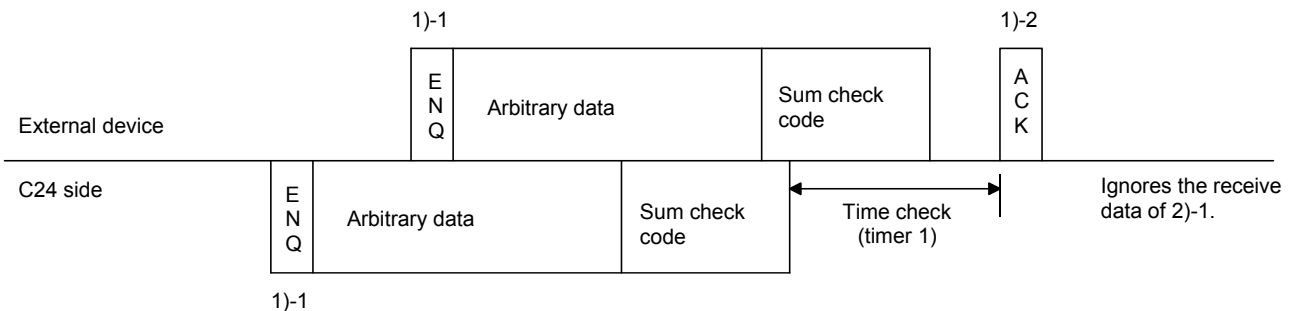 1)-1
1)-2
E
N
Q
Arbitrary data
Sum check
code
A
C
K
External device
C24 side
E
N
Q
Arbitrary data
Sum check
code
Time check
(timer 1)
Ignores the receive
data of 2)-1.
1)-1